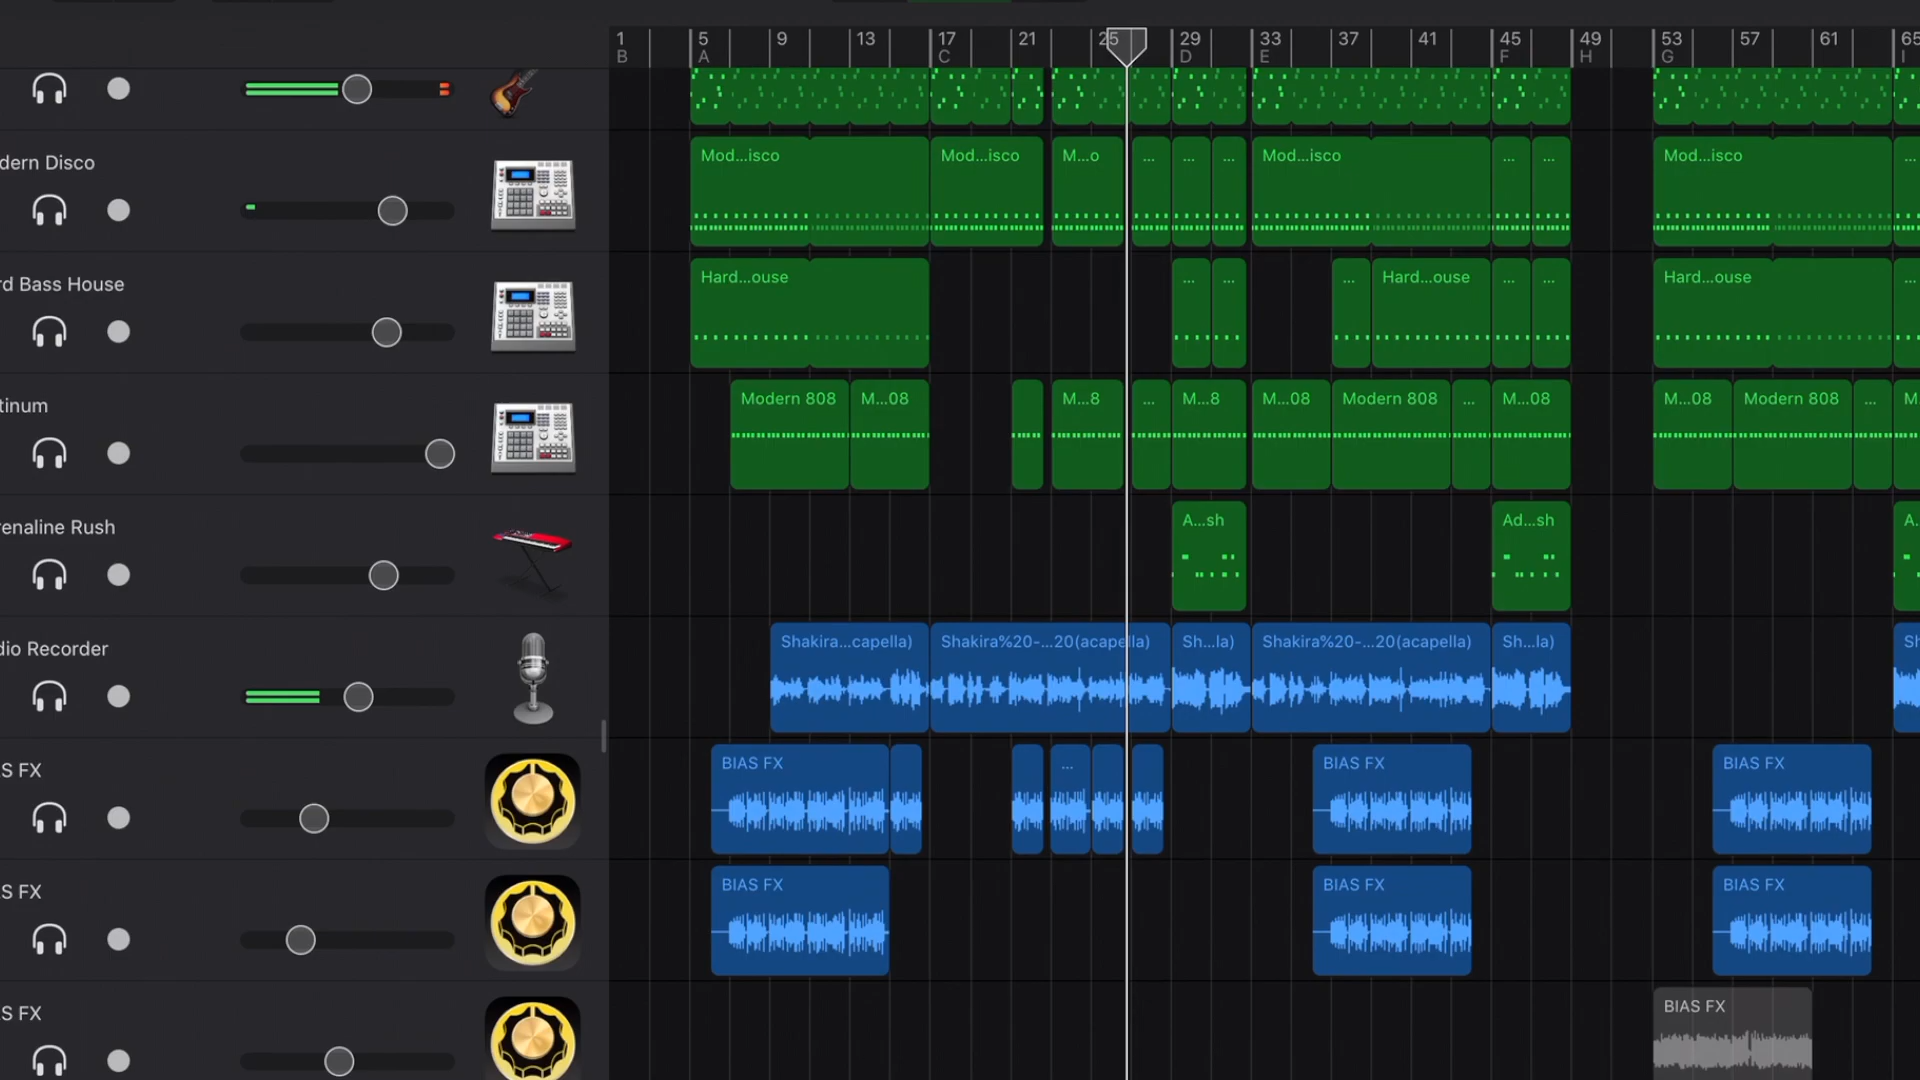 1 5 9 13 17 21 25 29 33 37 41 45 49 53 57 61 65
B A C D E F H G I
dern Disco
Mod...isco Mod...isco M...o ... ... ... Mod...isco ... ... Mod...isco ...
rd Bass House
Hard...ouse ... ... ... Hard...ouse ... ... Hard...ouse ...
tinum
Modern 808 M...08 M...8 ... M...8 M...08 Modern 808 ... M...08 M...08 Modern 808 ... M
renaline Rush
A...sh Ad...sh A.
dio Recorder
Shakira...capella) Shakira%20-...20(acapella) Sh...la) Shakira%20-...20(acapella) Sh...la) Sh
S FX
BIAS FX ... BIAS FX BIAS FX
S FX
BIAS FX BIAS FX BIAS FX
S FX
BIAS FX